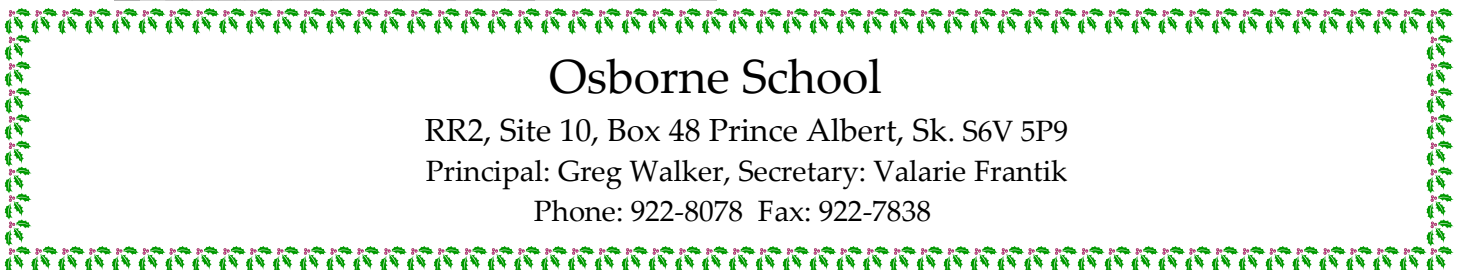 Osborne School
RR2, Site 10, Box 48 Prince Albert, Sk. S6V 5P9
Principal: Greg Walker, Secretary: Valarie Frantik
Phone: 922-8078  Fax: 922-7838